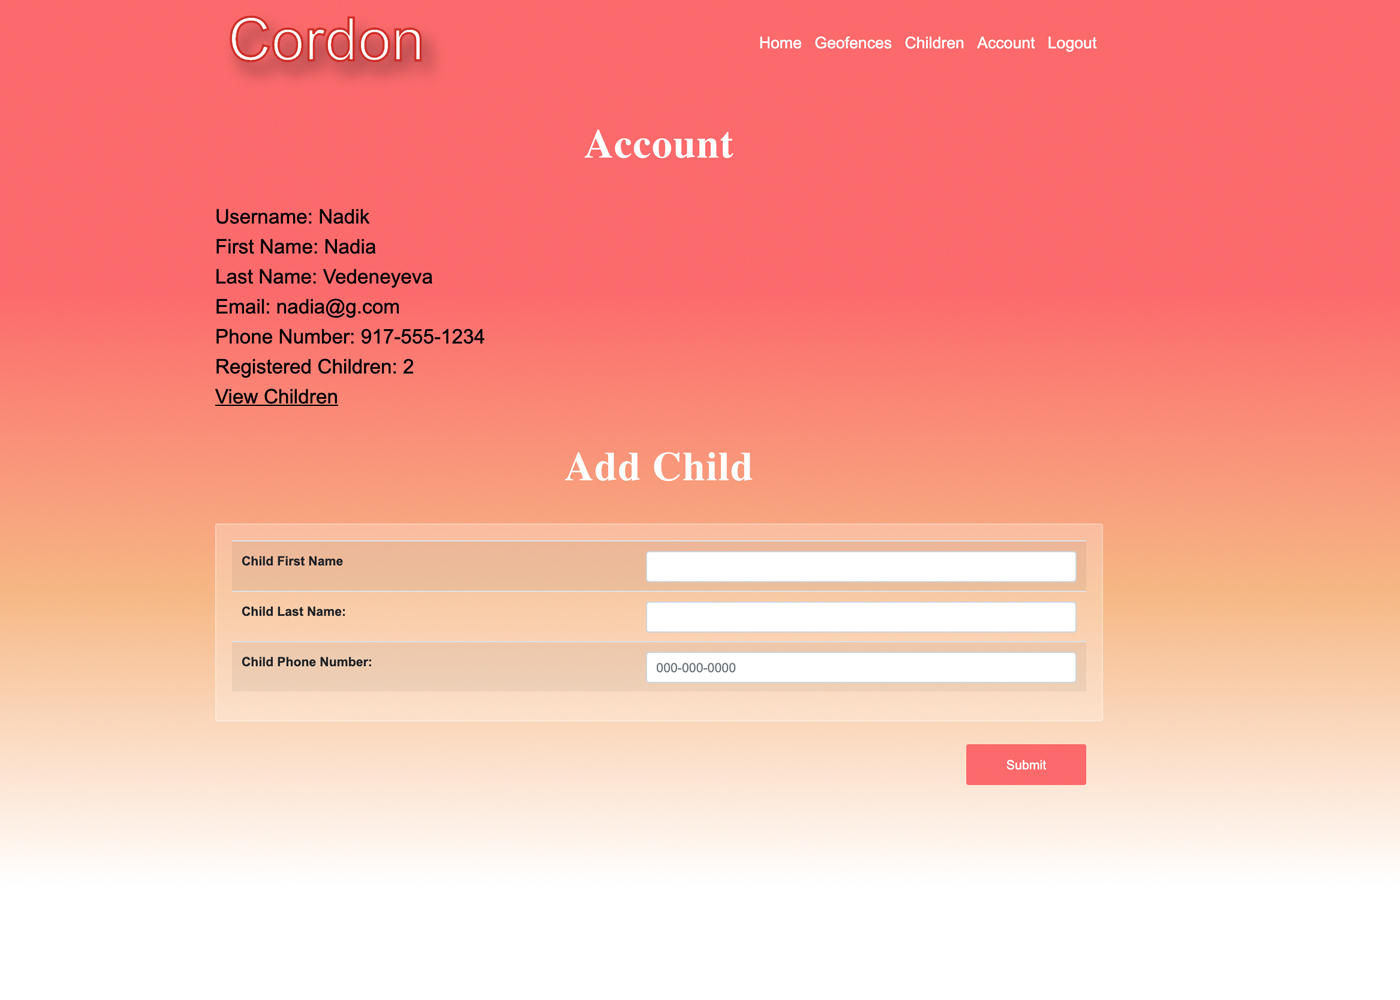 Cordon
Home Geofences Children Account Logout
Account
Username: Nadik
First Name: Nadia
Last Name: Vedeneyeva
Email: nadia@g.com
Phone Number: 917-555-1234
Registered Children: 2
View Children
Add Child
Child First Name
Child Last Name:
Child Phone Number: 000-000-0000
Submit